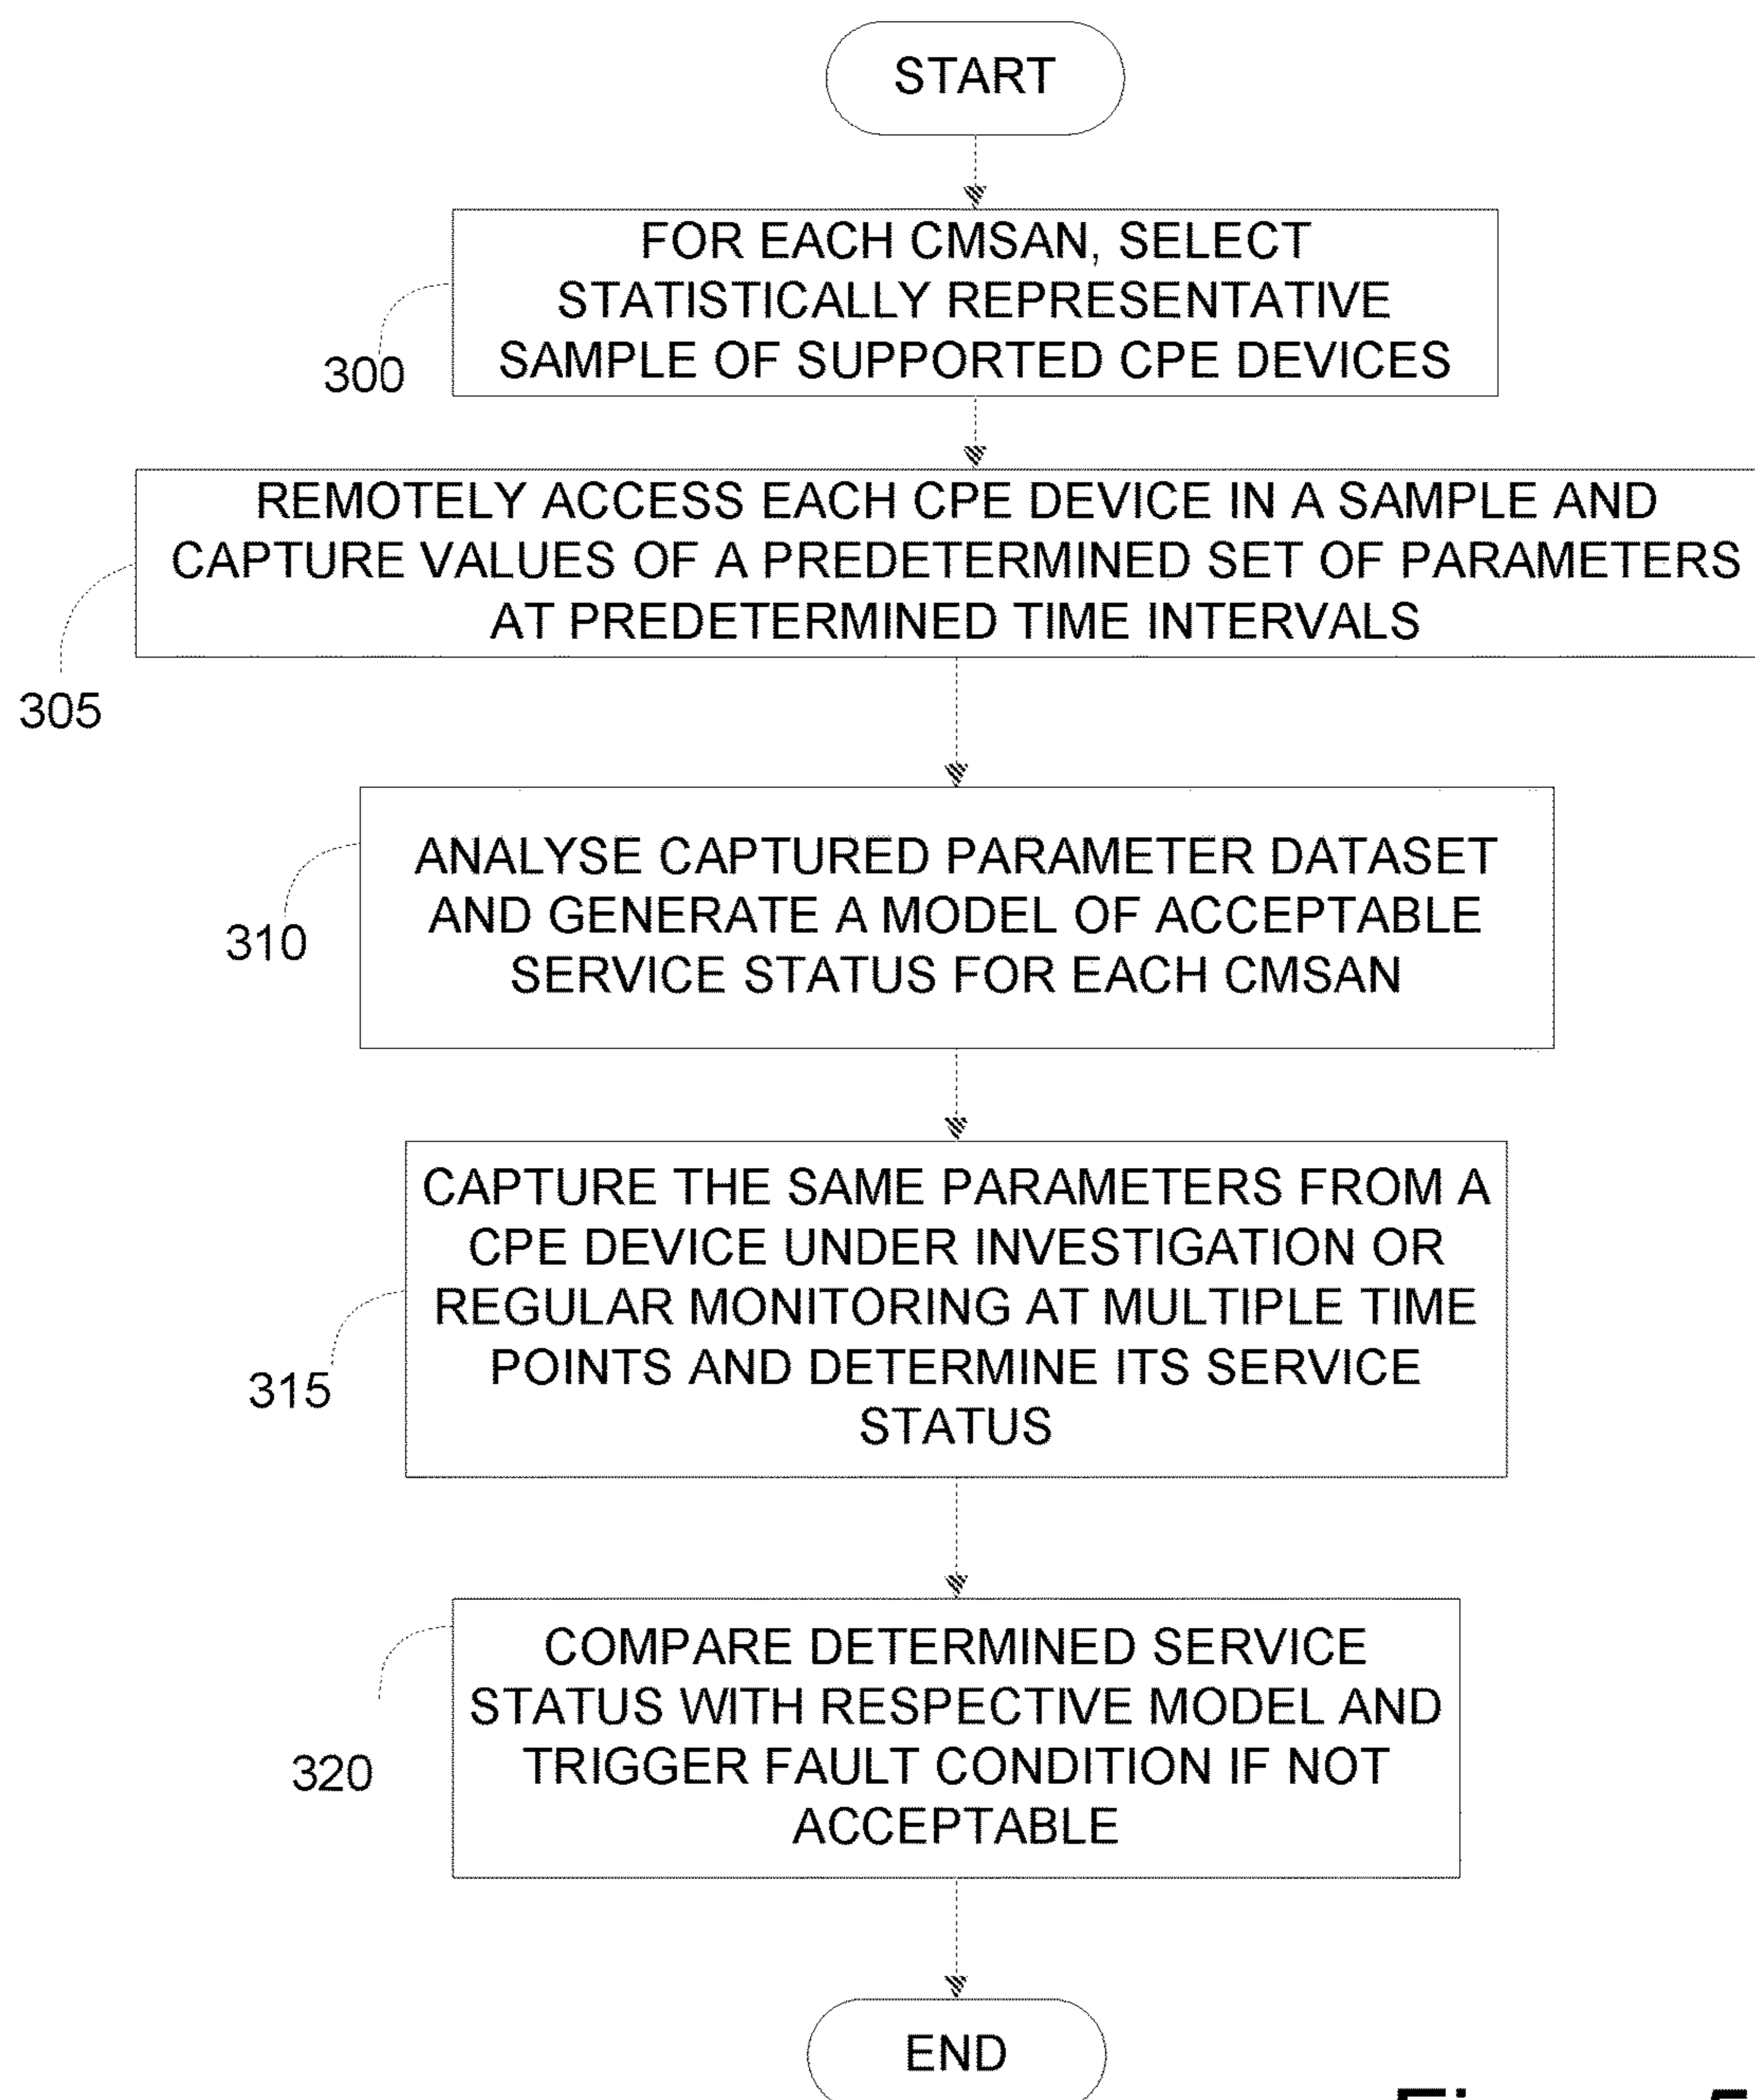 START
FOR EACH CMSAN, SELECT
STATISTICALLY REPRESENTATIVE
SAMPLE OF SUPPORTED CPE DEVICES
300
REMOTELY ACCESS EACH CPE DEVICE IN A SAMPLE AND
CAPTURE VALUES OF A PREDETERMINED SET OF PARAMETERS
AT PREDETERMINED TIME INTERVALS
305
ANALYSE CAPTURED PARAMETER DATASET
AND GENERATE A MODEL OF ACCEPTABLE
SERVICE STATUS FOR EACH CMSAN
310
CAPTURE THE SAME PARAMETERS FROM A
CPE DEVICE UNDER INVESTIGATION OR
REGULAR MONITORING AT MULTIPLE TIME
POINTS AND DETERMINE ITS SERVICE
STATUS
315
COMPARE DETERMINED SERVICE
STATUS WITH RESPECTIVE MODEL AND
TRIGGER FAULT CONDITION IF NOT
ACCEPTABLE
320
END